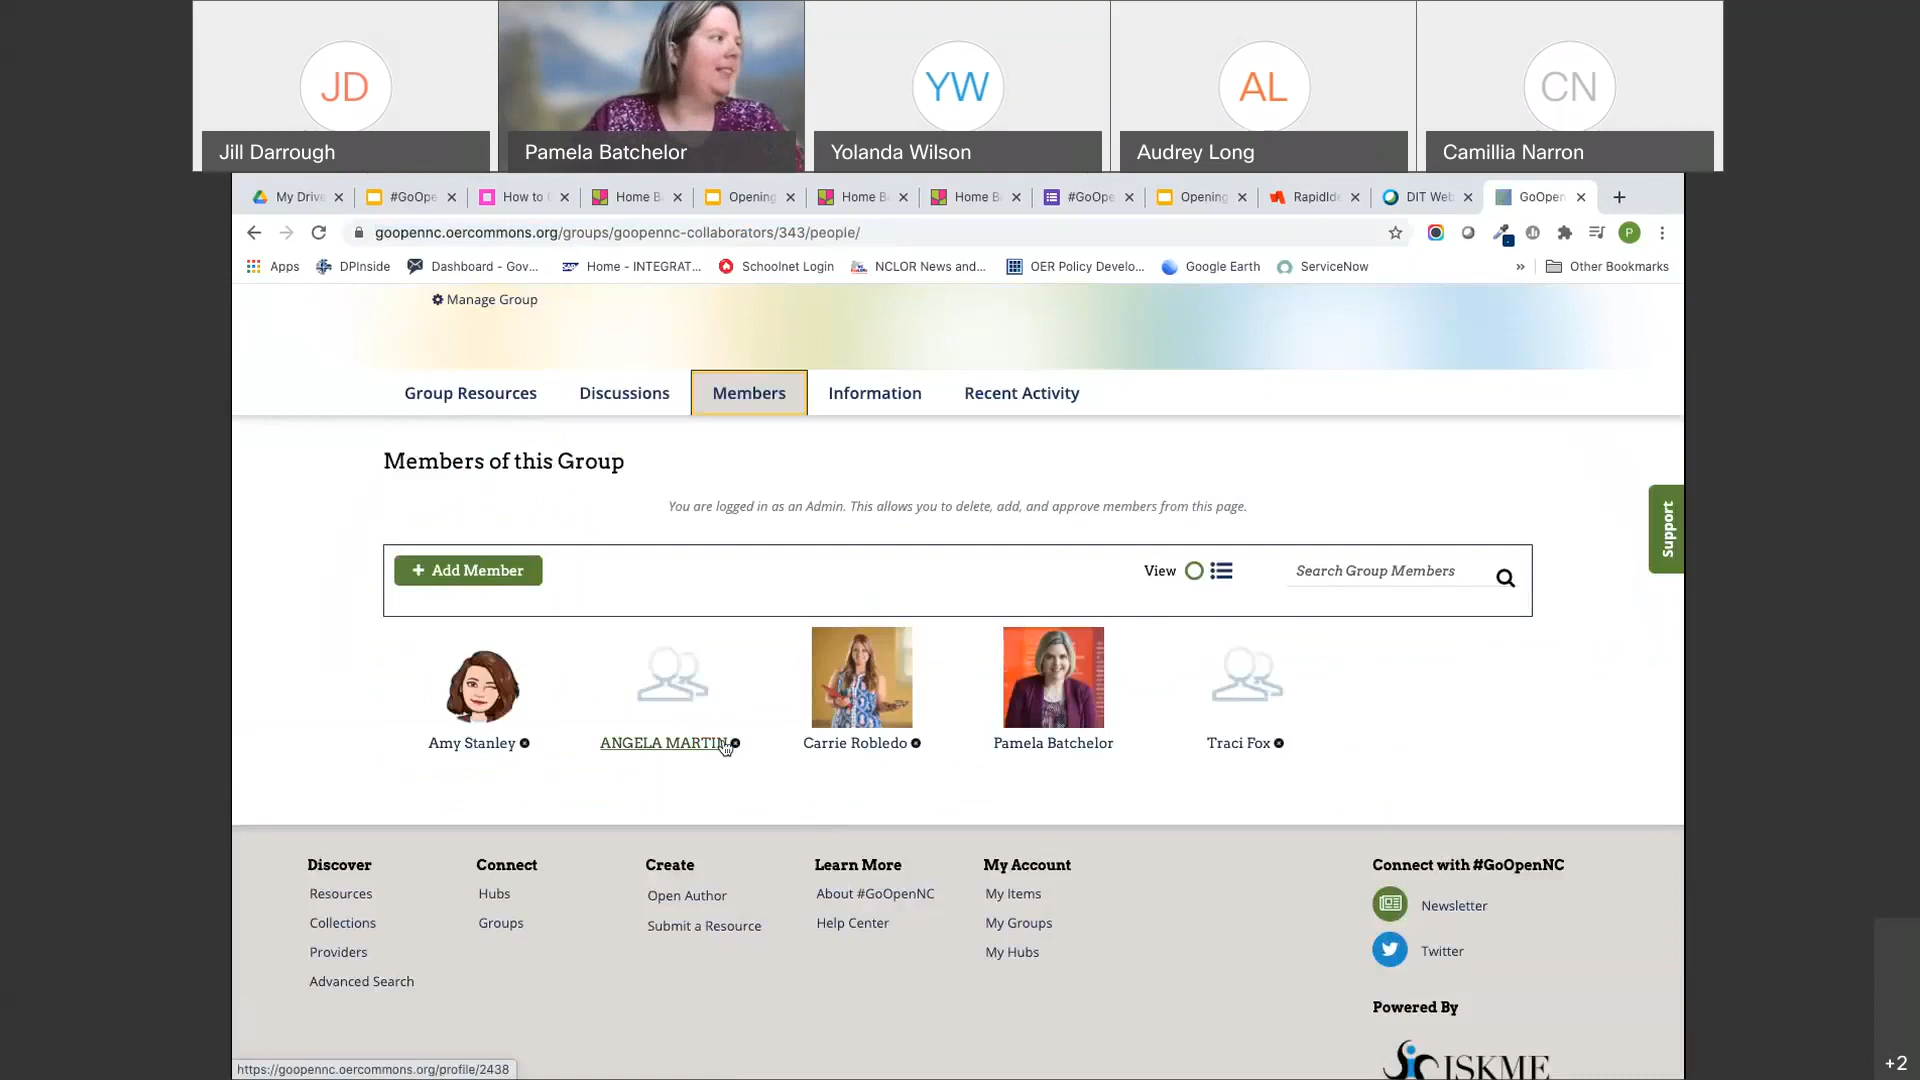 JD
YW
AL
CN
Jill Darrough
Pamela Batchelor
Yolanda Wilson
Audrey Long
Camillia Narron
My Drive
#GoOpe
How to
Home B
Opening
Home B
Home B
#GoOpe
Opening
RapidIde
DIT Web
GoOpen
goopennc.oercommons.org/groups/goopennc-collaborators/343/people/
P
Apps
DPInside
Dashboard - Gov...
Home - INTEGRAT...
Schoolnet Login
NCLOR News and...
OER Policy Develo...
Google Earth
ServiceNow
»
Other Bookmarks
Manage Group
Group Resources
Discussions
Members
Information
Recent Activity
Members of this Group
You are logged in as an Admin. This allows you to delete, add, and approve members from this page.
+ Add Member
View
Search Group Members
Support
Amy Stanley
ANGELA MARTIN
Carrie Robledo
Pamela Batchelor
Traci Fox
Discover
Resources
Collections
Providers
Advanced Search
Connect
Hubs
Groups
Create
Open Author
Submit a Resource
Learn More
About #GoOpenNC
Help Center
My Account
My Items
My Groups
My Hubs
Connect with #GoOpenNC
Newsletter
Twitter
Powered By
ISKME
https://goopennc.oercommons.org/profile/2438
+2